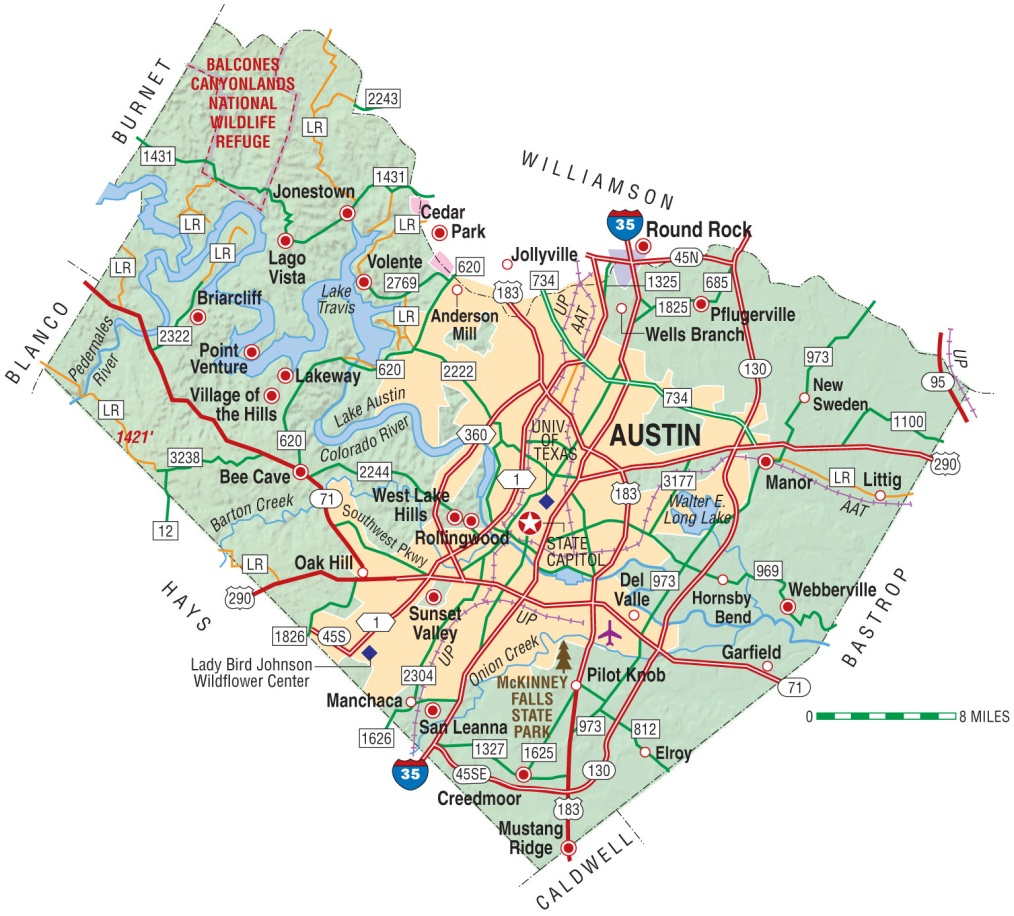 BURNET
BALCONES
CANYONLANDS
NATIONAL
WILDLIFE
REFUGE
2243
LR
1431
WILLIAMSON
1431
Jonestown
LR
LR
Cedar
Park
35
Round Rock
LR
Lago
Vista
Jollyville
45N
LR
Volente
2769
620
183
734
UP
AAT
1325
685
BLANCO
Briarcliff
Lake
Travis
LR
Anderson
Mill
1825
Pflugerville
Wells Branch
Pedernales
River
2322
Point
Venture
Lakeway
620
2222
130
973
UP
95
Village of
the Hills
Lake Austin
734
New
Sweden
LR
1421'
Colorado River
360
UNIV.
OF
TEXAS
AUSTIN
1100
620
3238
Bee Cave
2244
290
71
1
183
3177
Manor
LR
Littig
AAT
12
Barton Creek
Southwest Pkwy
West Lake
Hills
Rollingwood
Walter E.
Long Lake
STATE
CAPITOL
LR
Oak Hill
290
Del
Valle
973
969
Webberville
Hornsby
Bend
HAYS
Sunset
Valley
UP
BASTROP
1826
45S
1
Lady Bird Johnson
Wildflower Center
UP
Onion Creek
Garfield
2304
McKINNEY
FALLS
STATE
PARK
Pilot Knob
71
Manchaca
San Leanna
0
8 MILES
1626
1327
1625
973
812
Elroy
35
45SE
130
Creedmoor
183
Mustang
Ridge
CALDWELL